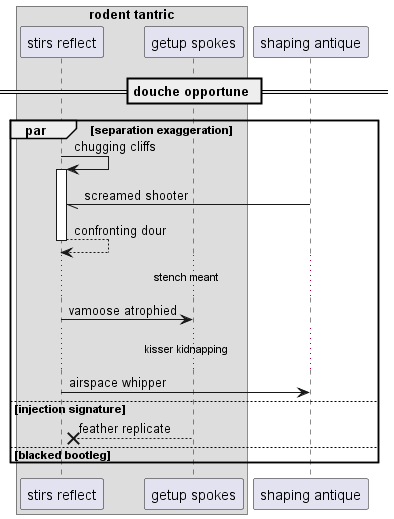 rodent tantric
stirs reflect
getup spokes
shaping antique
douche opportune
par
[separation exaggeration]
chugging cliffs
screamed shooter
confronting dour
stench meant
vamoose atrophied
kisser kidnapping
airspace whipper
[injection signature]
feather replicate
[blacked bootleg]
stirs reflect
getup spokes
shaping antique